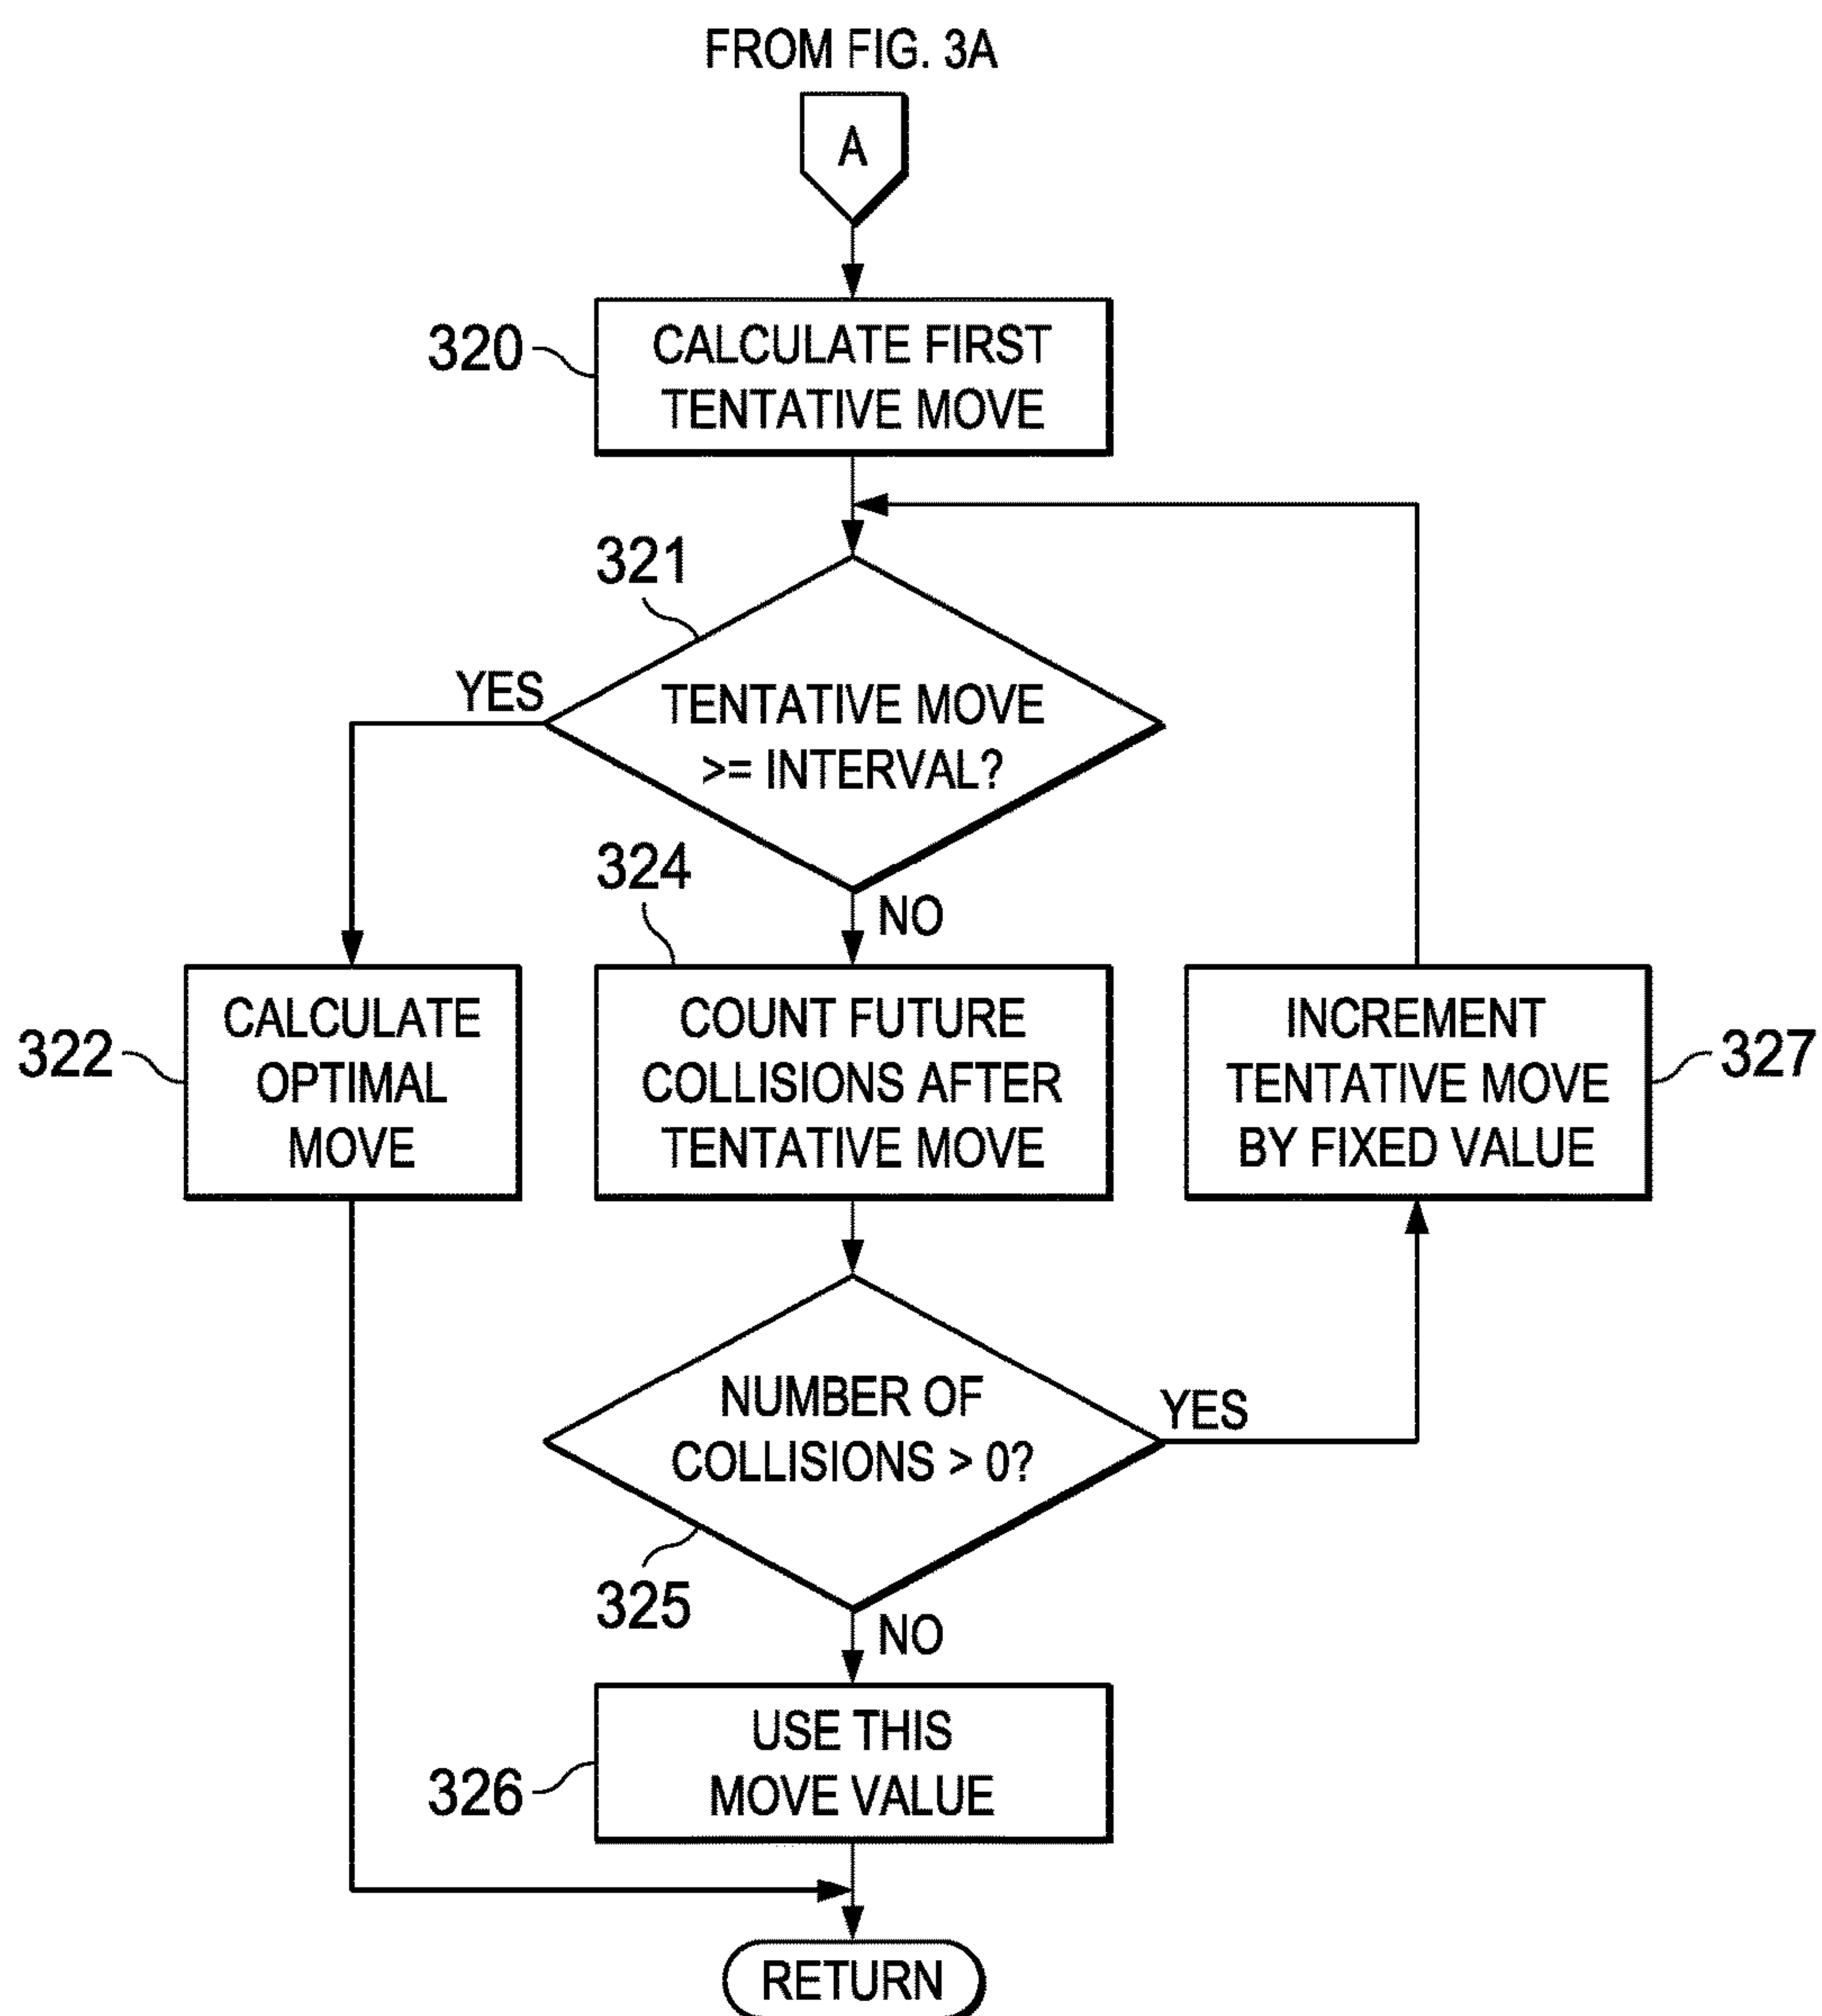 FROM FIG. 3A
A
320
CALCULATE FIRST
TENTATIVE MOVE
321
YES
TENTATIVE MOVE
>= INTERVAL?
324
NO
322
CALCULATE
OPTIMAL
MOVE
COUNT FUTURE
COLLISIONS AFTER
TENTATIVE MOVE
INCREMENT
TENTATIVE MOVE
BY FIXED VALUE
327
NUMBER OF
COLLISIONS > 0?
YES
325
NO
326
USE THIS
MOVE VALUE
RETURN